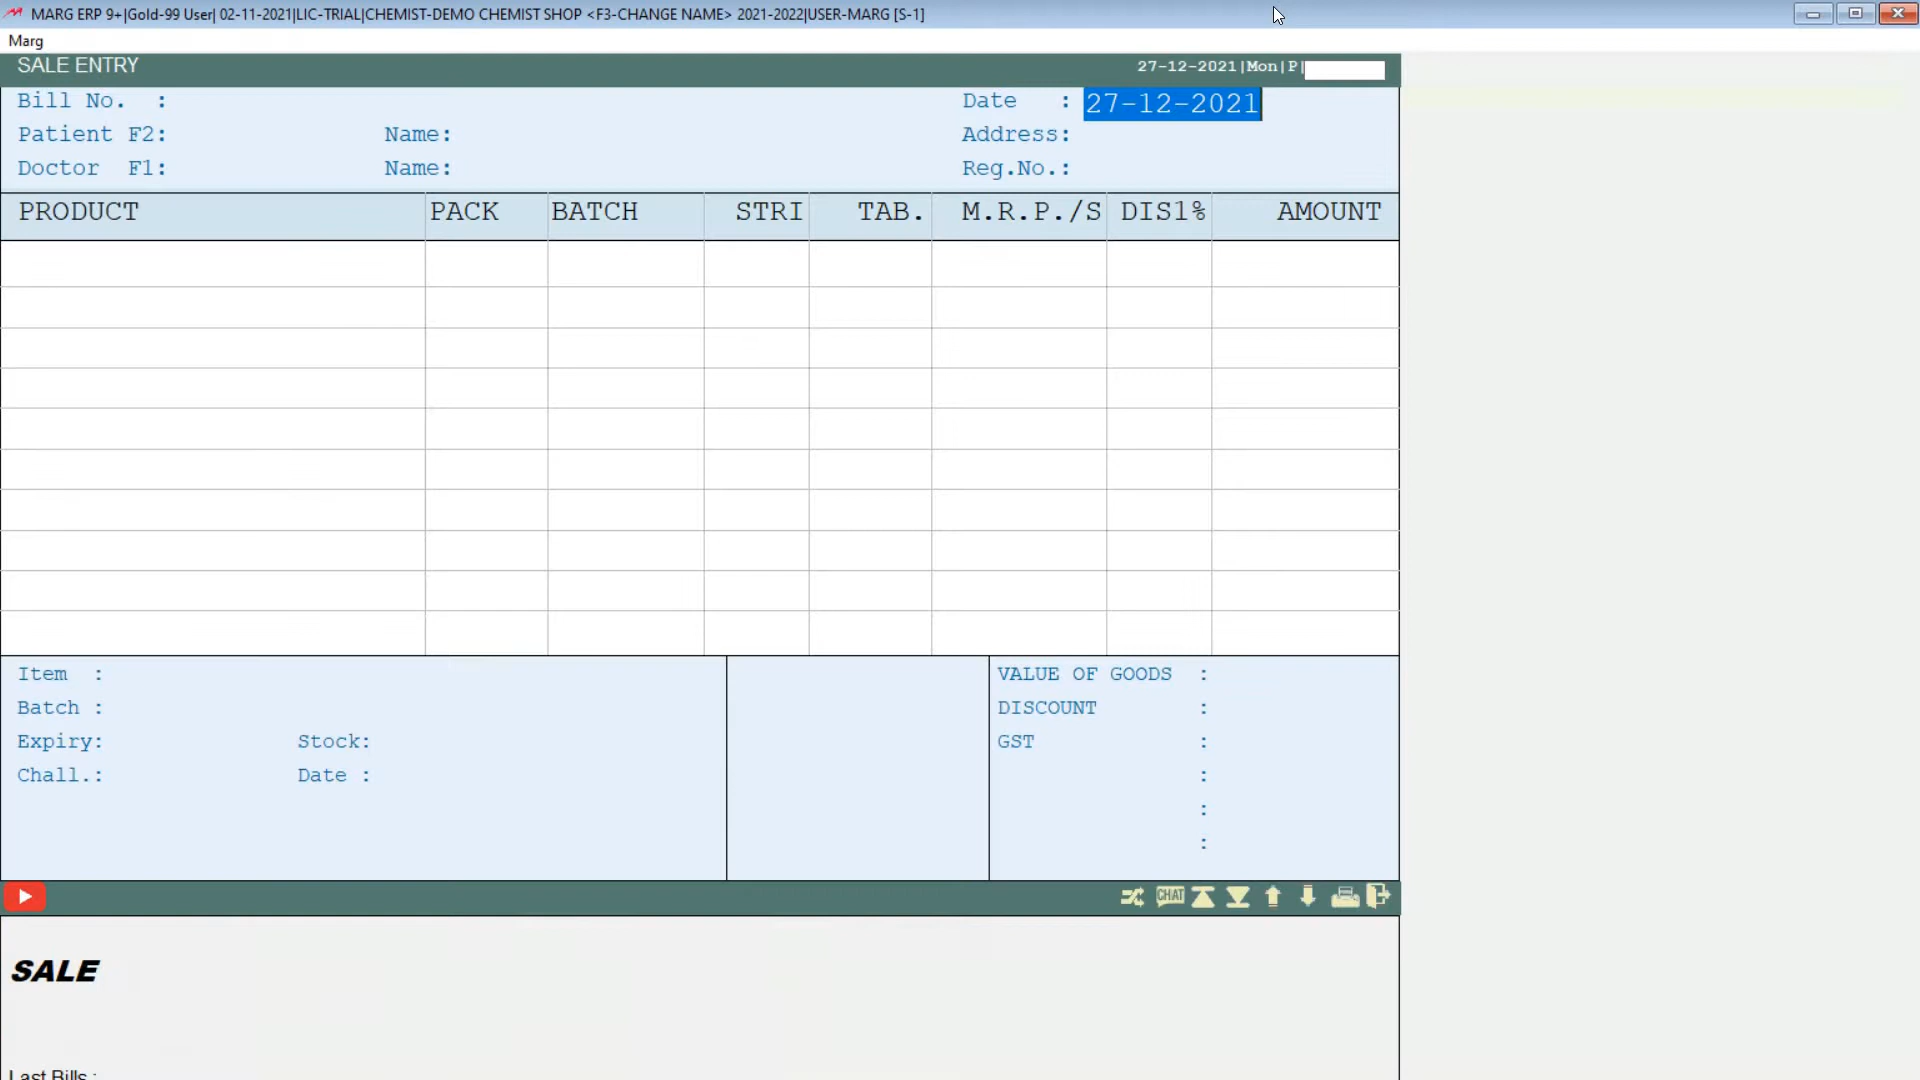 MARG ERP 9+|Gold-99 User| 02-11-2021|LIC-TRIAL|CHEMIST-DEMO CHEMIST SHOP <F3-CHANGE NAME> 2021-2022|USER-MARG [S-1]
Marg
SALE ENTRY 27-12-2021|Mon|P|
Bill No. : Date : 27-12-2021
Patient F2: Name: Address:
Doctor F1: Name: Reg.No.:
PRODUCT PACK BATCH STRI TAB. M.R.P./S DIS1% AMOUNT
Item : VALUE OF GOODS :
Batch : DISCOUNT :
Expiry: Stock: GST :
Chall.: Date : :
:
:
CHAT
SALE
Last Bills :